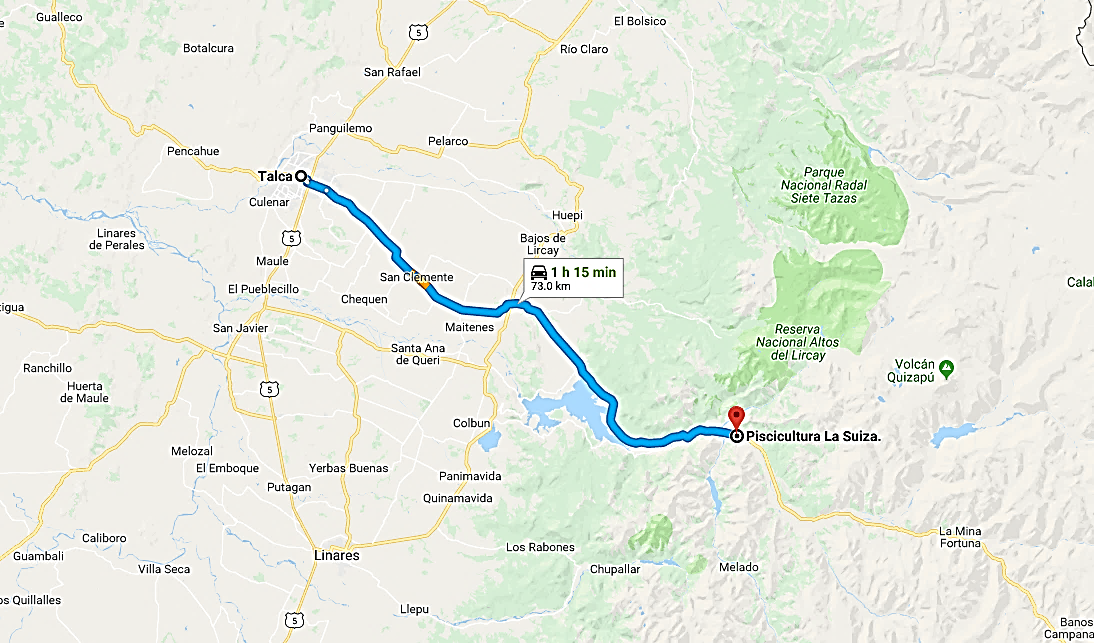 Gualleco
El Bolsico
5
Botalcura
Río Claro
San Rafael
Panguilemo
Pelarco
Pencahue
Talca
Parque
Nacional Radal
Siete Tazas
Culenar
Huepi
Linares
de Perales
5
Bajos de
Lircay
Maule
1 h 15 min
73.0 km
San Clemente
El Pueblecillo
Chequen
Calal
tigua
San Javier
Maitenes
Reserva
Nacional Altos
del Lircay
Santa Ana
de Queri
Ranchillo
Volcán
Quizapú
Huerta
de Maule
5
Colbun
Piscicultura La Suiza.
Melozal
El Emboque
Yerbas Buenas
Panimavida
Putagan
Quinamavida
Caliboro
La Mina
Fortuna
Guambali
Linares
Los Rabones
Villa Seca
Chupallar
Melado
os Quillalles
Llepu
5
Banos
Campana